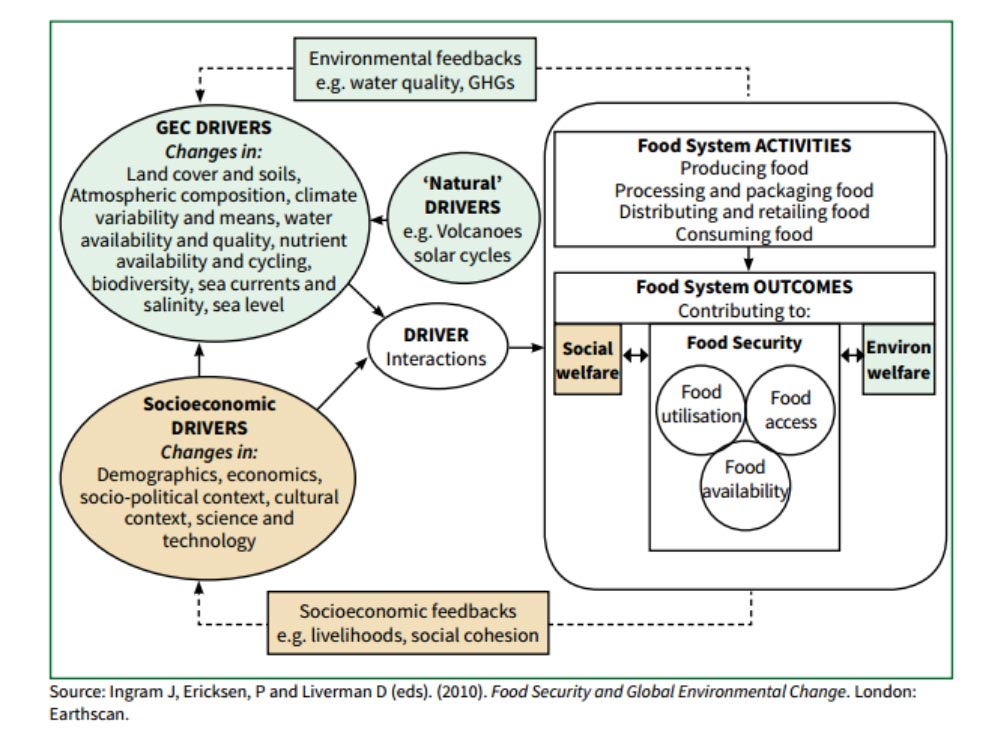 Environmental feedbacks
e.g. water quality, GHGs
GEC DRIVERS
Changes in:
Land cover and soils,
Atmospheric composition, climate
variability and means, water
availability and quality, nutrient
availability and cycling,
biodiversity, sea currents and
salinity, sea level
‘Natural’
DRIVERS
e.g. Volcanoes
solar cycles
DRIVER
Interactions
Socioeconomic
DRIVERS
Changes in:
Demographics, economics,
socio-political context, cultural
context, science and
technology
Socioeconomic feedbacks
e.g. livelihoods, social cohesion
Food System ACTIVITIES
Producing food
Processing and packaging food
Distributing and retailing food
Consuming food
Food System OUTCOMES
Contributing to:
Social
welfare
Food Security
Food
utilisation
Food
access
Food
availability
Environ
welfare
Source: Ingram J, Ericksen, P and Liverman D (eds). (2010). Food Security and Global Environmental Change. London:
Earthscan.